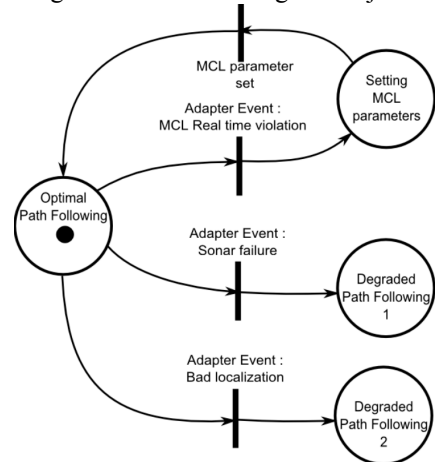 MCL parameter
set
Setting
MCL
parameters
Adapter Event :
MCL Real time violation
Optimal
Path Following
Adapter Event :
Sonar failure
Degraded
Path Following
1
Adapter Event :
Bad localization
Degraded
Path Following
2